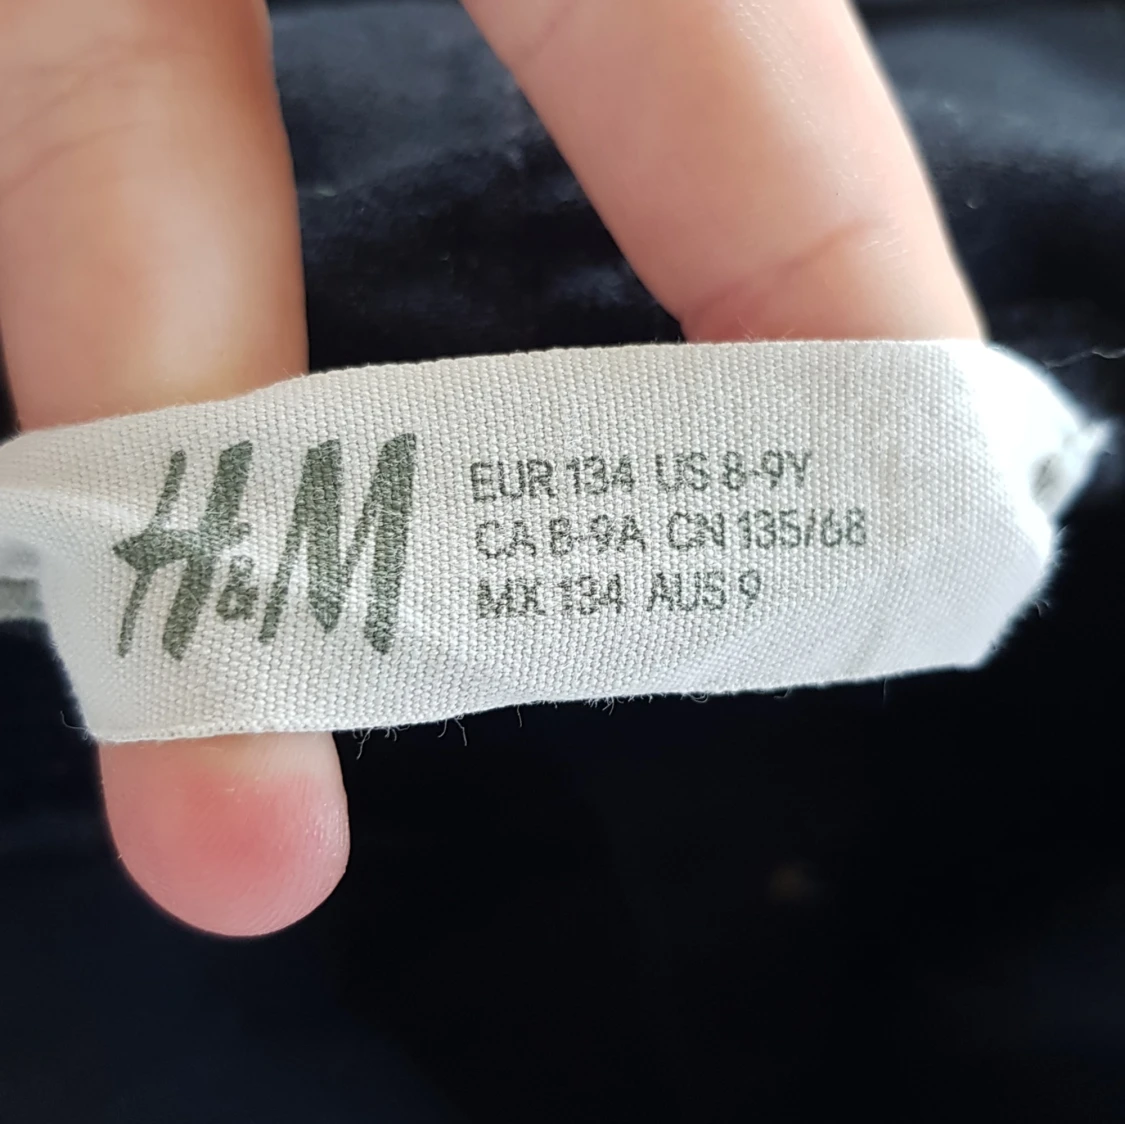 H&M
EUR 134 US 8-9Y
CA 8-9A CN 135/68
MX 134 AUS 9